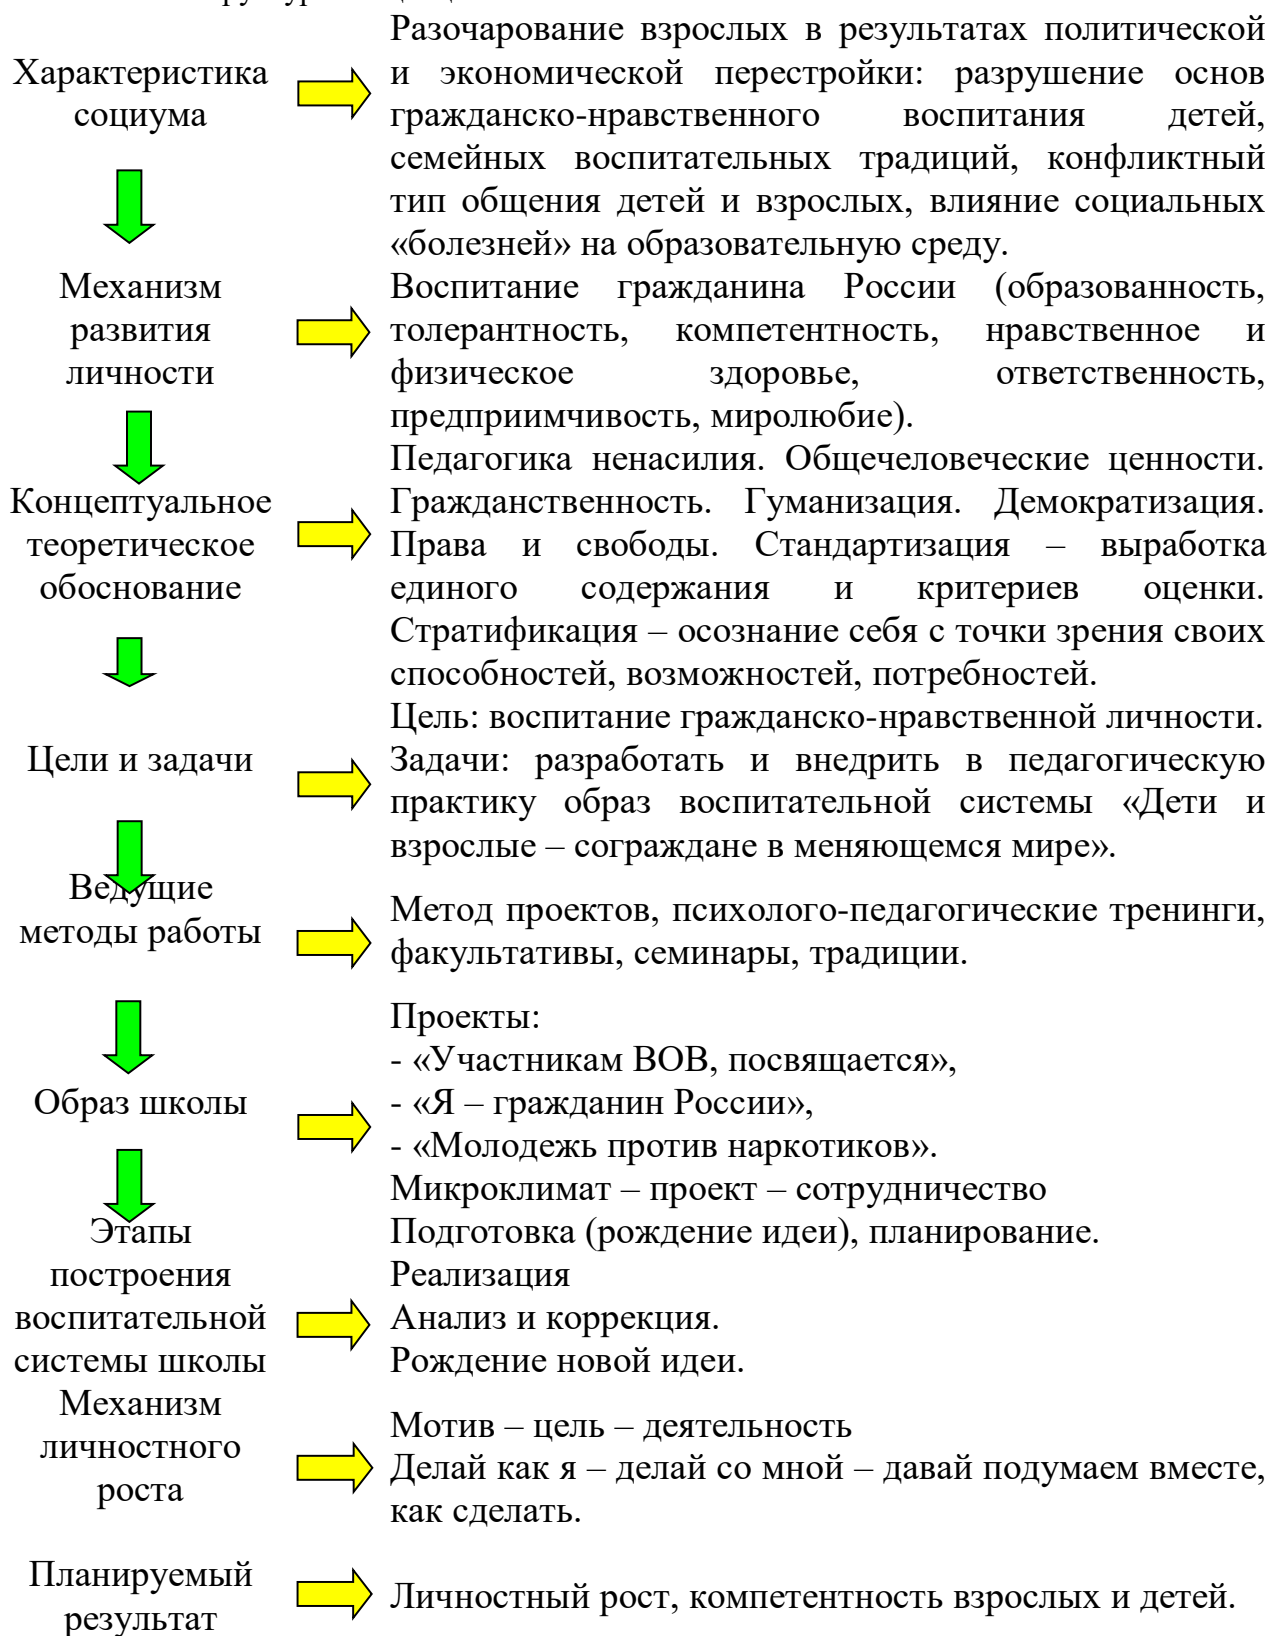 Разочарование взрослых в результатах политической
Характеристика
социума
и экономической перестройки: разрушение основ
гражданско-нравственного воспитания детей,
семейных воспитательных традиций, конфликтный
тип общения детей и взрослых, влияние социальных
«болезней» на образовательную среду.
Механизм
развития
личности
Воспитание гражданина России (образованность,
толерантность, компетентность, нравственное и
физическое здоровье, ответственность,
предприимчивость, миролюбие).
Концептуальное
теоретическое
обоснование
Педагогика ненасилия. Общечеловеческие ценности.
Гражданственность. Гуманизация. Демократизация.
Права и свободы. Стандартизация – выработка
единого содержания и критериев оценки.
Стратификация – осознание себя с точки зрения своих
способностей, возможностей, потребностей.
Цели и задачи
Цель: воспитание гражданско-нравственной личности.
Задачи: разработать и внедрить в педагогическую
практику образ воспитательной системы «Дети и
взрослые – сограждане в меняющемся мире».
Ведущие
методы работы
Метод проектов, психолого-педагогические тренинги,
факультативы, семинары, традиции.
Образ школы
Проекты:
- «Участникам ВОВ, посвящается»,
- «Я – гражданин России»,
- «Молодежь против наркотиков».
Микроклимат – проект – сотрудничество
Этапы
построения
воспитательной
системы школы
Подготовка (рождение идеи), планирование.
Реализация
Анализ и коррекция.
Рождение новой идеи.
Механизм
личностного
роста
Мотив – цель – деятельность
Делай как я – делай со мной – давай подумаем вместе,
как сделать.
Планируемый
результат
Личностный рост, компетентность взрослых и детей.